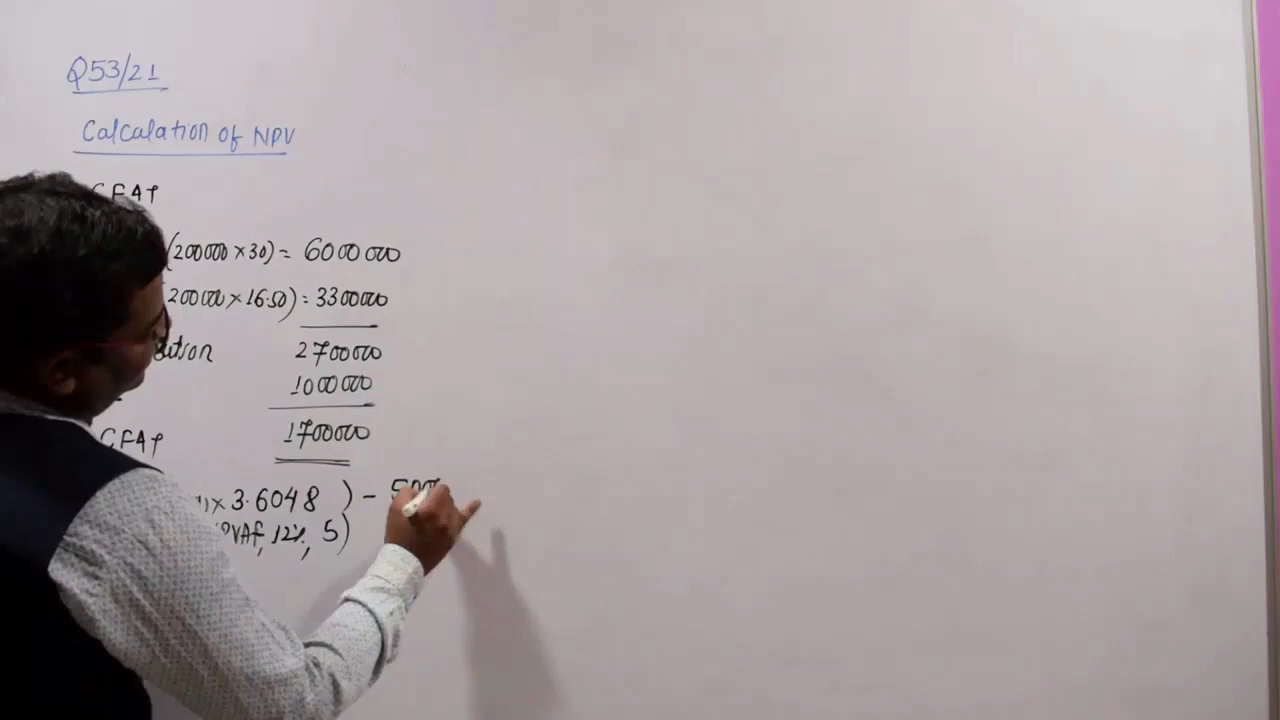 Q53/21
Calculation of NPV
CFAT
(200000 × 30) = 6000000
200000 × 16.50) = 3300000
2700000
1000000
1700000
CFAT
× 3.6048 ) -
PVAF, 12%, 5)